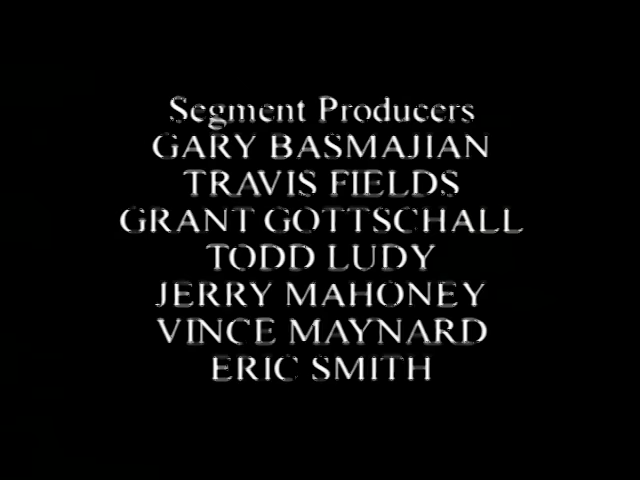 Segment Producers
GARY BASMAJIAN
TRAVIS FIELDS
GRANT GOTTSCHALL
TODD LUDY
JERRY MAHONEY
VINCE MAYNARD
ERIC SMITH